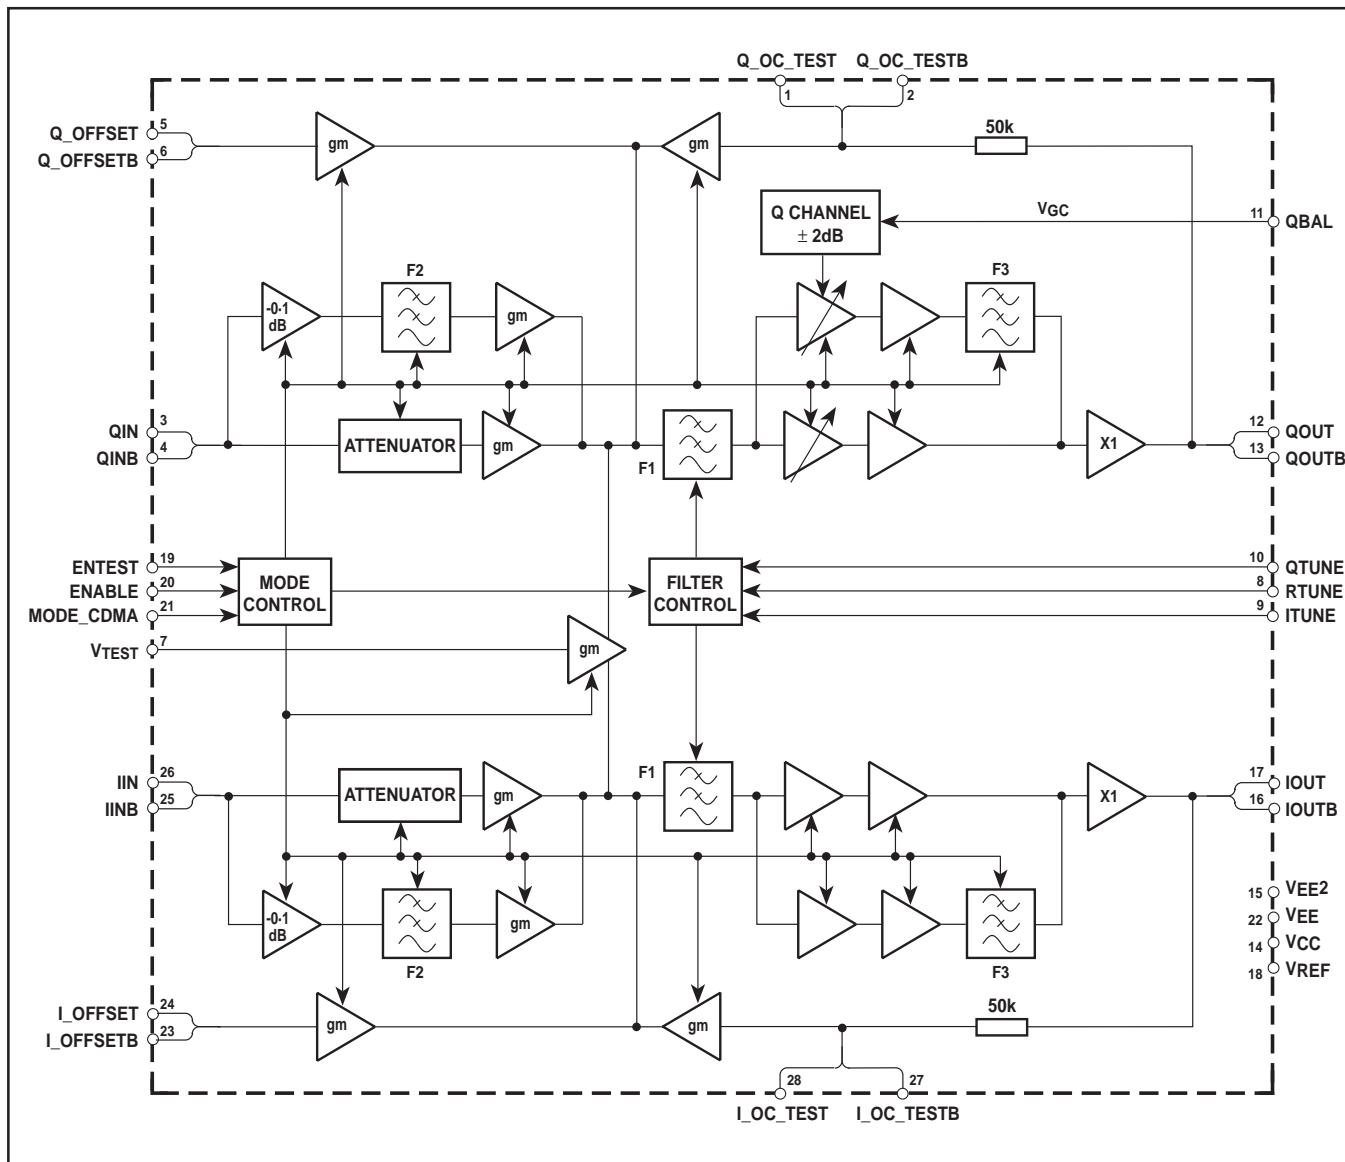 Q_OC_TEST Q_OC_TESTB
1 2
Q_OFFSET 5
Q_OFFSETB 6
gm
gm
50k
Q CHANNEL
± 2dB
VGC
11 QBAL
F2
F3
-0·1
dB
gm
QIN 3
QINB 4
ATTENUATOR
gm
F1
X1
12 QOUT
13 QOUTB
ENTEST 19
ENABLE 20
MODE_CDMA 21
MODE
CONTROL
FILTER
CONTROL
10 QTUNE
8 RTUNE
9 ITUNE
VTEST 7
gm
IIN 26
IINB 25
ATTENUATOR
gm
F1
X1
17 IOUT
16 IOUTB
-0·1
dB
gm
F2
F3
15 VEE2
22 VEE
14 VCC
18 VREF
I_OFFSET 24
I_OFFSETB 23
gm
gm
50k
28 27
I_OC_TEST I_OC_TESTB